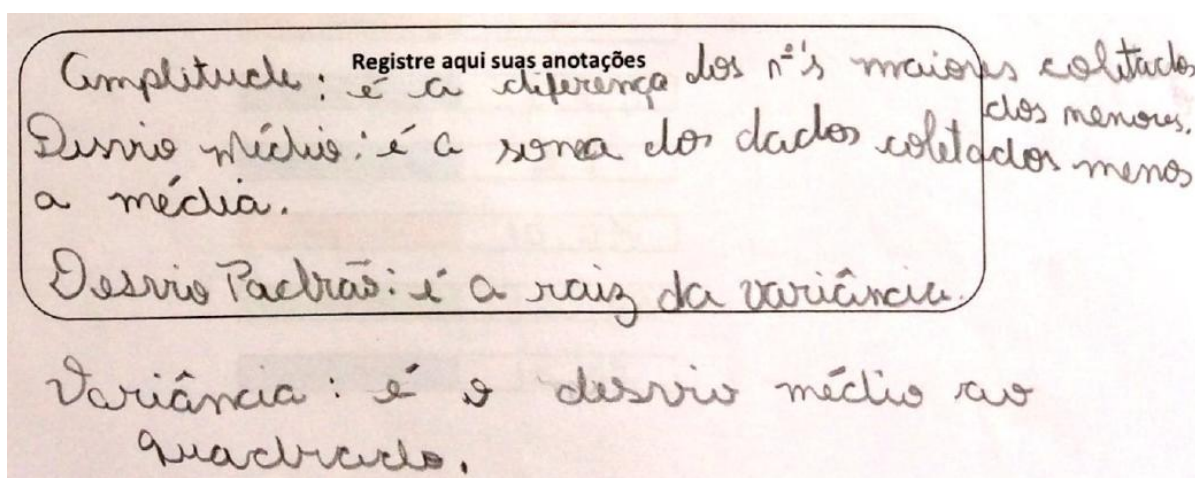 Registre aqui suas anotações
Amplitude: é a diferença dos nº's maiores coletados
dos menores.
Desvio Médio: é a soma dos dados coletados menos
a média.
Desvio Padrão: é a raiz da variância.
Variância: é o desvio médio ao
quadrado.